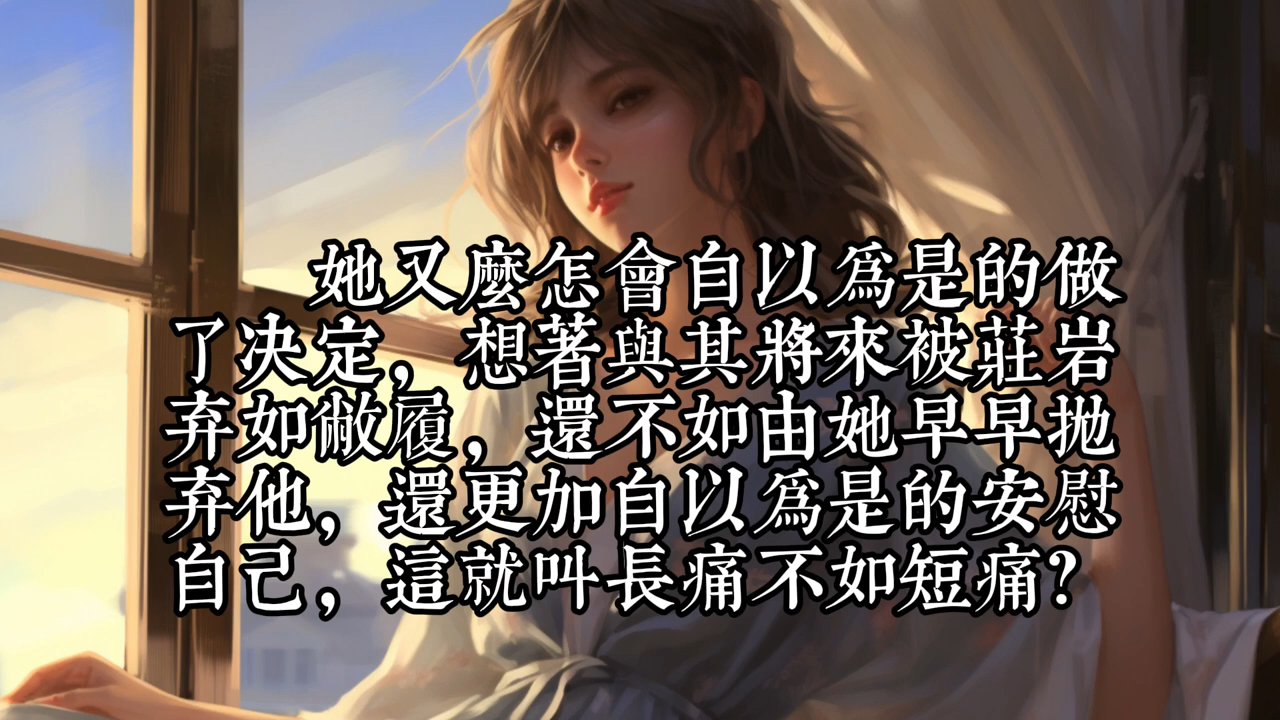 她又麼怎會自以爲是的做
了決定，想著與其將來被莊岩
弃如敝履，還不如由她早早抛
弃他，還更加自以爲是的安慰
自己，這就叫長痛不如短痛？